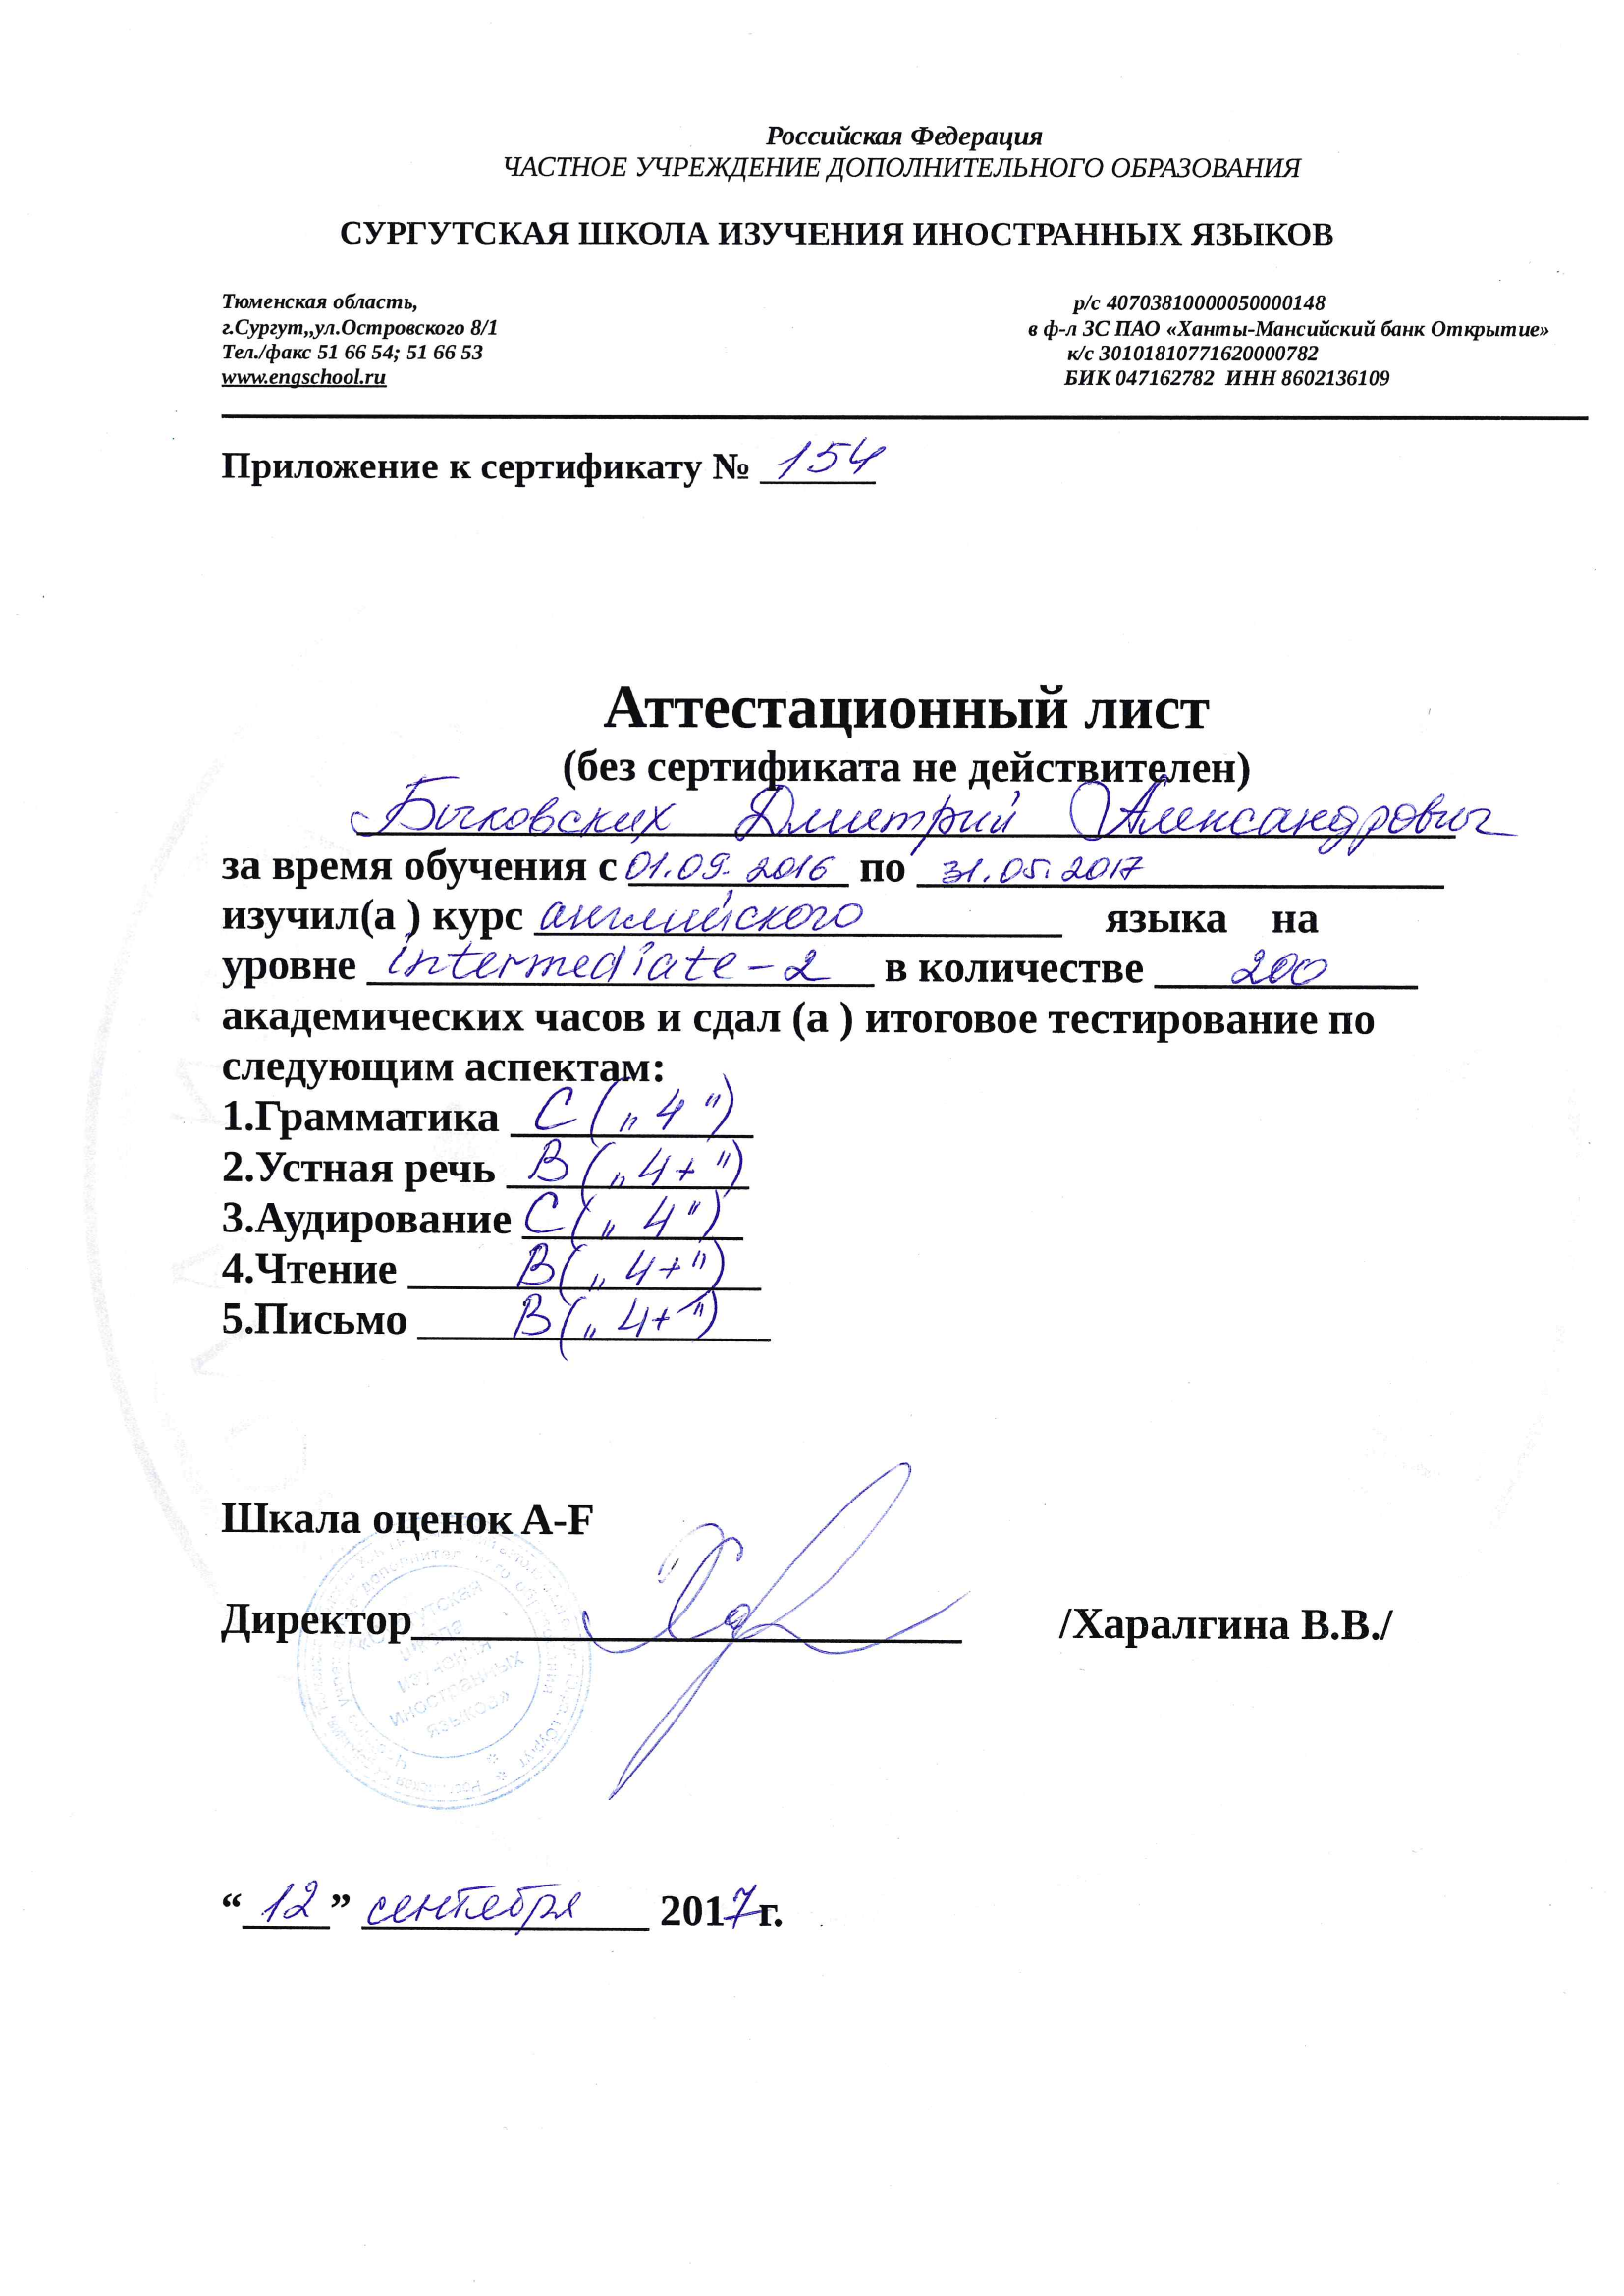 Российская Федерация
ЧАСТНОЕ УЧРЕЖДЕНИЕ ДОПОЛНИТЕЛЬНОГО ОБРАЗОВАНИЯ
СУРГУТСКАЯ ШКОЛА ИЗУЧЕНИЯ ИНОСТРАННЫХ ЯЗЫКОВ
Тюменская область,
г.Сургут,,ул.Островского 8/1
Тел./факс 51 66 54; 51 66 53
www.engschool.ru
р/с 40703810000050000148
в ф-л ЗС ПАО «Ханты-Мансийский банк Открытие»
к/с 30101810771620000782
БИК 047162782 ИНН 8602136109
Приложение к сертификату № 154
Аттестационный лист
(без сертификата не действителен)
Бычковских Дмитрий Александрович
за время обучения с 01.09.2016 по 31.05.2017
изучил(а ) курс английского языка на
уровне intermediate-2 в количестве 200
академических часов и сдал (а ) итоговое тестирование по
следующим аспектам:
1.Грамматика С („ 4 ")
2.Устная речь В („ 4+ ")
3.Аудирование С („ 4 ")
4.Чтение В („ 4+")
5.Письмо В („ 4+")
Шкала оценок A-F
Директор /Харалгина В.В./
«Сургутская
школа
изучения
иностранных
языков»
“ 12 ” сентября 2017 г.